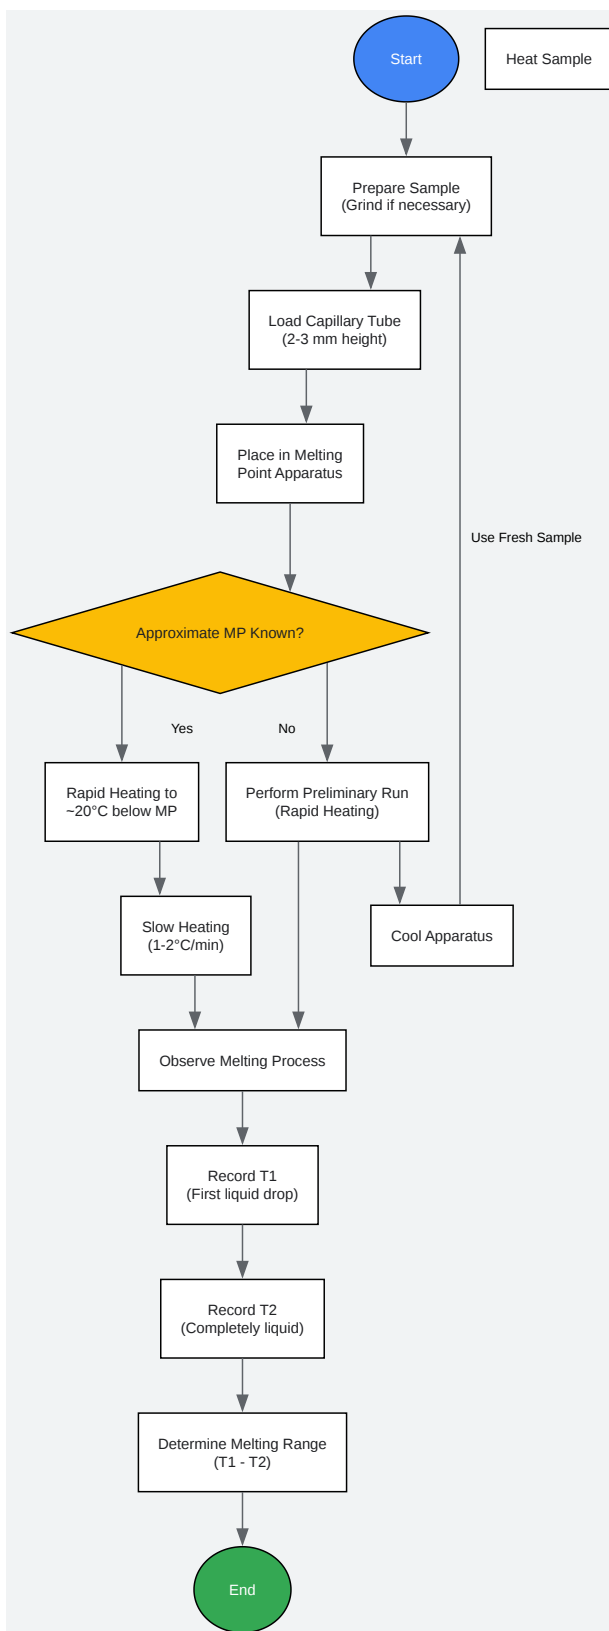 Start
Heat Sample
Prepare Sample
(Grind if necessary)
Load Capillary Tube
(2-3 mm height)
Place in Melting
Point Apparatus
Use Fresh Sample
Approximate MP Known?
Yes
No
Rapid Heating to
~20°C below MP
Perform Preliminary Run
(Rapid Heating)
Slow Heating
(1-2°C/min)
Cool Apparatus
Observe Melting Process
Record T1
(First liquid drop)
Record T2
(Completely liquid)
Determine Melting Range
(T1 - T2)
End